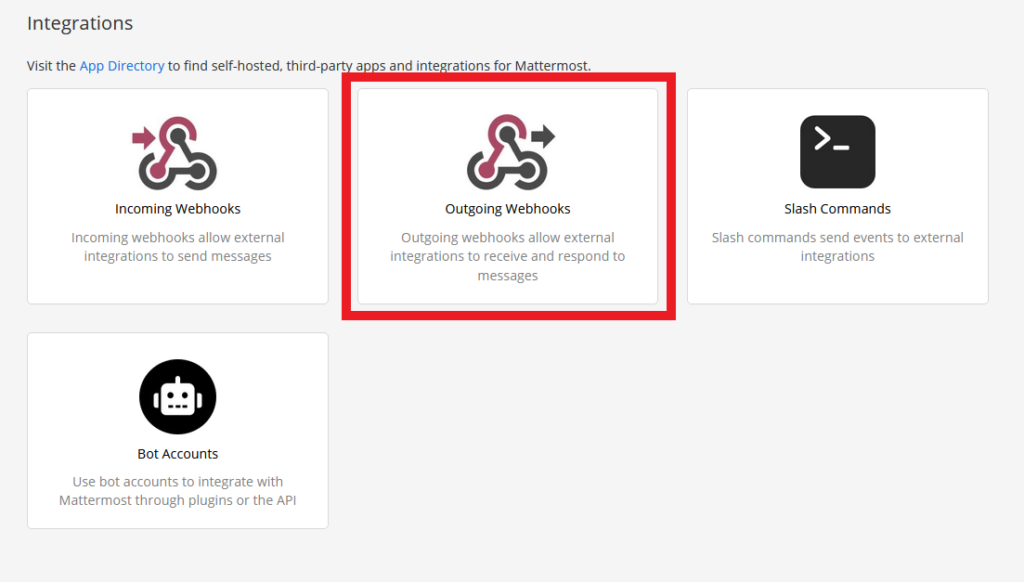 Integrations
Visit the App Directory to find self-hosted, third-party apps and integrations for Mattermost.
Incoming Webhooks
Incoming webhooks allow external
integrations to send messages
Outgoing Webhooks
Outgoing webhooks allow external
integrations to receive and respond to
messages
Slash Commands
Slash commands send events to external
integrations
Bot Accounts
Use bot accounts to integrate with
Mattermost through plugins or the API